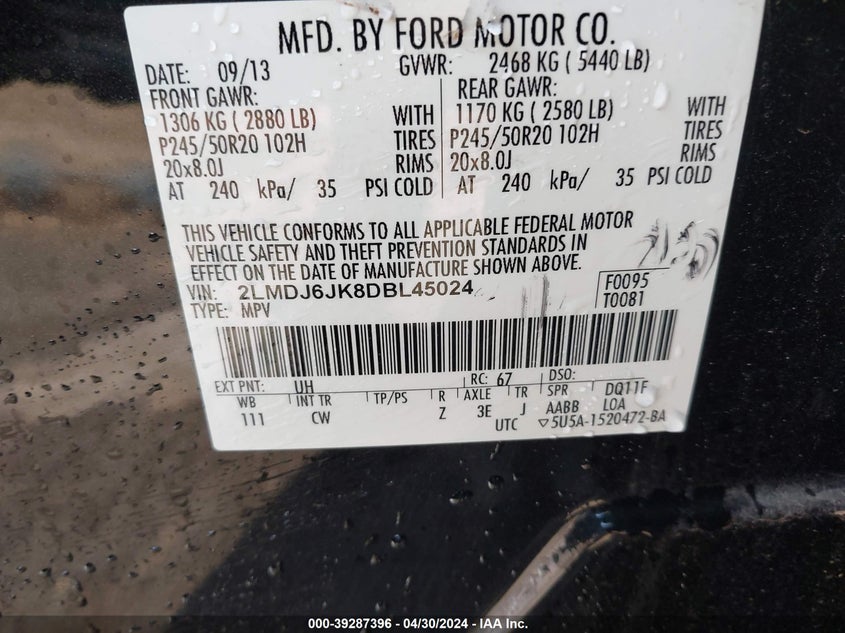 MFD. BY FORD MOTOR CO.
DATE: 09/13 GVWR: 2468 KG ( 5440 LB)
FRONT GAWR: REAR GAWR:
1306 KG ( 2880 LB) WITH 1170 KG ( 2580 LB) WITH
P245/50R20 102H TIRES P245/50R20 102H TIRES
20x8.0J RIMS 20x8.0J RIMS
AT 240 kPa/ 35 PSI COLD AT 240 kPa/ 35 PSI COLD
THIS VEHICLE CONFORMS TO ALL APPLICABLE FEDERAL MOTOR
VEHICLE SAFETY AND THEFT PREVENTION STANDARDS IN
EFFECT ON THE DATE OF MANUFACTURE SHOWN ABOVE.
VIN: 2LMDJ6JK8DBL45024 F0095
TYPE: MPV T0081
EXT PNT: UH RC: 67 DSO:
WB INT TR TP/PS R AXLE TR SPR DQ11F
111 CW Z 3E J AABB LOA
UTC ▽5U5A-1520472-BA
000-39287396 - 04/30/2024 - IAA Inc.